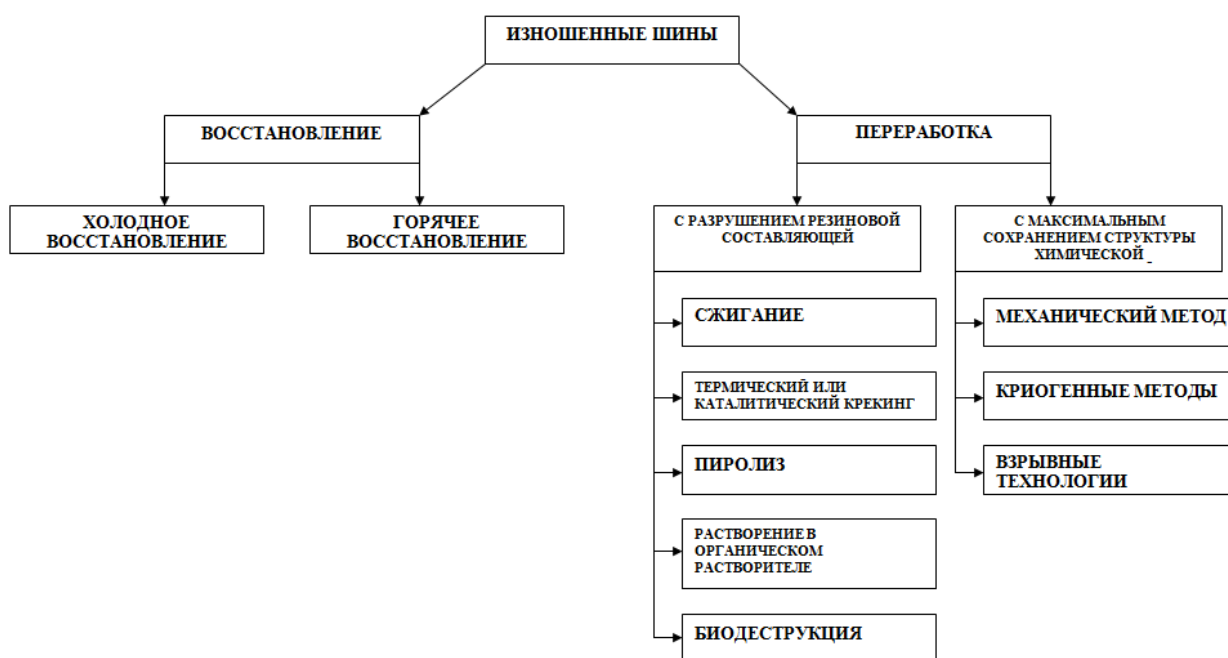 ИЗНОШЕННЫЕ ШИНЫ
ВОССТАНОВЛЕНИЕ
ПЕРЕРАБОТКА
ХОЛОДНОЕ
ВОССТАНОВЛЕНИЕ
ГОРЯЧЕЕ
ВОССТАНОВЛЕНИЕ
С РАЗРУШЕНИЕМ РЕЗИНОВОЙ
СОСТАВЛЯЮЩЕЙ
С МАКСИМАЛЬНЫМ
СОХРАНЕНИЕМ СТРУКТУРЫ
ХИМИЧЕСКОЙ _
СЖИГАНИЕ
ТЕРМИЧЕСКИЙ ИЛИ
КАТАЛИТИЧЕСКИЙ КРЕКИНГ
ПИРОЛИЗ
РАСТВОРЕНИЕ В
ОРГАНИЧЕСКОМ
РАСТВОРИТЕЛЕ
БИОДЕСТРУКЦИЯ
МЕХАНИЧЕСКИЙ МЕТОД
КРИОГЕННЫЕ МЕТОДЫ
ВЗРЫВНЫЕ
ТЕХНОЛОГИИ